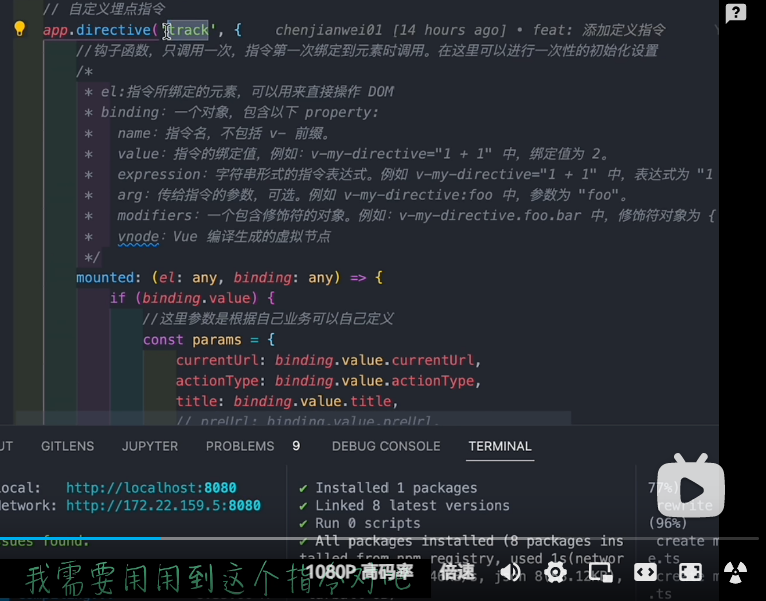 // 自定义埋点指令
app.directive('track', {    chenjianwei01 [14 hours ago] • feat: 添加定义指令
//钩子函数，只调用一次，指令第一次绑定到元素时调用。在这里可以进行一次性的初始化设置
/*
* el:指令所绑定的元素，可以用来直接操作 DOM
* binding: 一个对象，包含以下 property:
*   name: 指令名，不包括 v- 前缀。
*   value: 指令的绑定值，例如: v-my-directive="1 + 1" 中，绑定值为 2。
*   expression: 字符串形式的指令表达式。例如 v-my-directive="1 + 1" 中，表达式为 "1
*   arg: 传给指令的参数，可选。例如 v-my-directive:foo 中，参数为 "foo"。
*   modifiers: 一个包含修饰符的对象。例如: v-my-directive.foo.bar 中，修饰符对象为 {
*   vnode: Vue 编译生成的虚拟节点
*/
mounted: (el: any, binding: any) => {
if (binding.value) {
//这里参数是根据自己业务可以自己定义
const params = {
currentUrl: binding.value.currentUrl,
actionType: binding.value.actionType,
title: binding.value.title,
// preUrl: binding.value.preUrl,
UT GITLENS JUPYTER PROBLEMS 9 DEBUG CONSOLE TERMINAL
ocal: http://localhost:8080
etwork: http://172.22.159.5:8080
sues found.
✔ Installed 1 packages
✔ Linked 8 latest versions
✔ Run 0 scripts
✔ All packages installed (8 packages ins
talled from npm registry, used 1s(networ
77%)
rewrite
(96%)
create m
e.ts
create m
.ts
我需要用到这个指令对吧
1080P 高码率 倍速